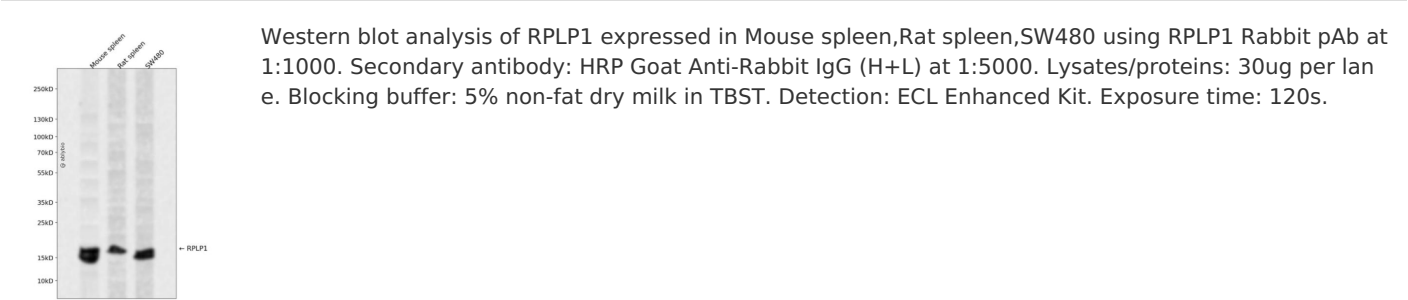 Mouse spleen
Rat spleen
SW480
250kD
130kD
100kD
70kD
55kD
35kD
25kD
15kD
10kD
@ abybio
← RPLP1
Western blot analysis of RPLP1 expressed in Mouse spleen,Rat spleen,SW480 using RPLP1 Rabbit pAb at
1:1000. Secondary antibody: HRP Goat Anti-Rabbit IgG (H+L) at 1:5000. Lysates/proteins: 30ug per lan
e. Blocking buffer: 5% non-fat dry milk in TBST. Detection: ECL Enhanced Kit. Exposure time: 120s.